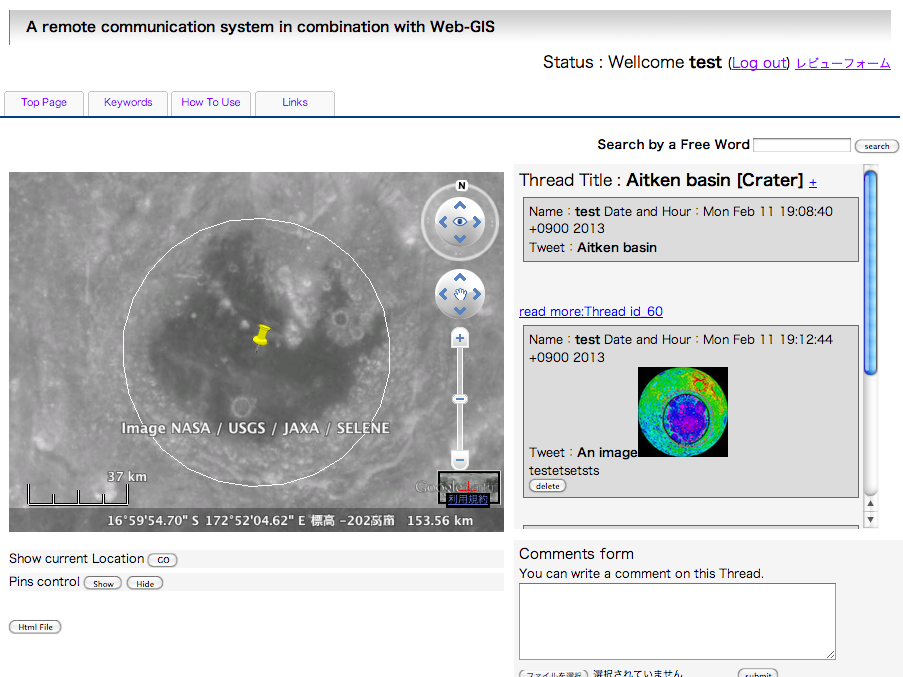 A remote communication system in combination with Web-GIS
Status : Wellcome test (Log out) レビューフォーム
Top Page
Keywords
How To Use
Links
Search by a Free Word
search
N
Image NASA / USGS / JAXA / SELENE
37 km
利用規約
16°59'54.70" S 172°52'04.62" E 標高 -202 153.56 km
Show current Location GO
Pins control Show Hide
Html File
Thread Title : Aitken basin [Crater] +
Name : test Date and Hour : Mon Feb 11 19:08:40
+0900 2013
Tweet : Aitken basin
read more:Thread id_60
Name : test Date and Hour : Mon Feb 11 19:12:44
+0900 2013
Tweet : An image
testetsetsts
delete
Comments form
You can write a comment on this Thread.
ファイルを選択 選択されていません submit